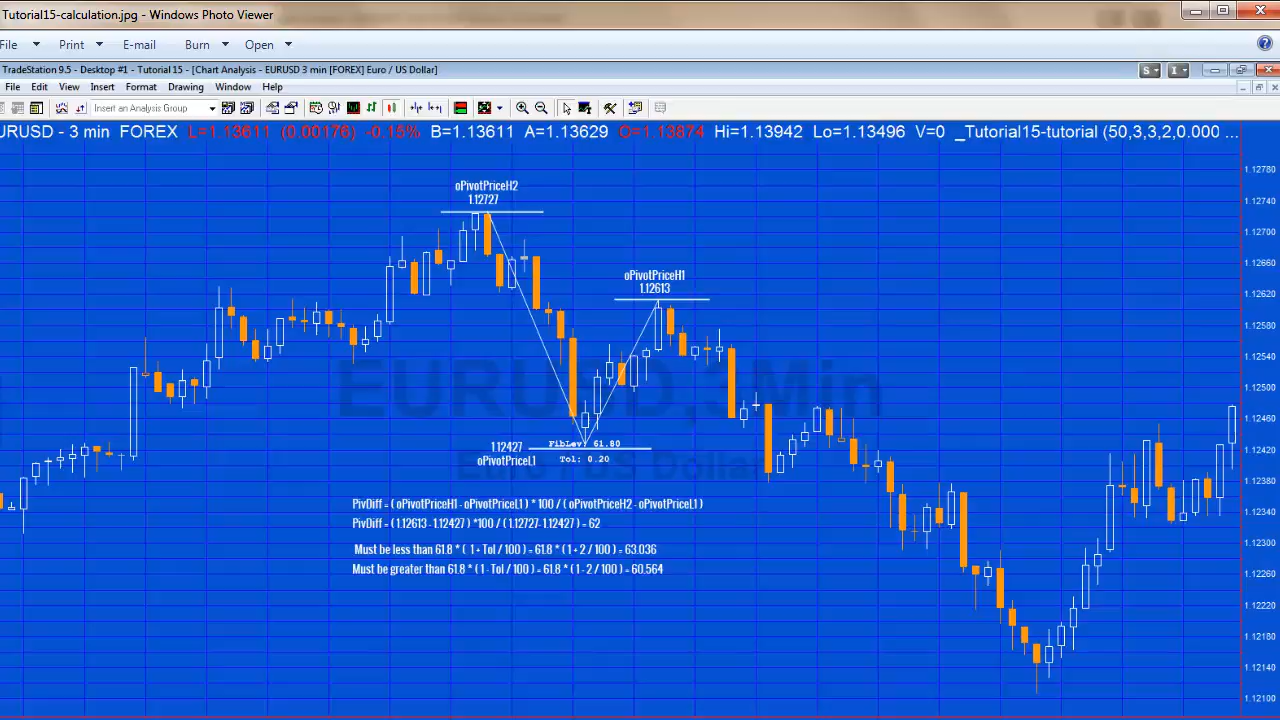 Tutorial15-calculation.jpg - Windows Photo Viewer
File Print E-mail Burn Open
TradeStation 9.5 - Desktop #1 - Tutorial 15 - [Chart Analysis - EURUSD 3 min [FOREX] Euro / US Dollar]
S I
File Edit View Insert Format Drawing Window Help
Insert an Analysis Group
URUSD - 3 min FOREX L=1.13611 (0.00176) -0.15% B=1.13611 A=1.13629 O=1.13874 Hi=1.13942 Lo=1.13496 V=0 _Tutorial15-tutorial (50,3,3,2,0.000 ...
1.12780
oPivotPriceH2
1.12727
1.12740
1.12700
1.12660
oPivotPriceH1
1.12613
1.12620
1.12580
1.12540
EURUSD,3Min
1.12500
1.12460
1.12427
FibLev: 61.80
oPivotPriceL1
Tol: 0.20
Euro / US Dollar
1.12420
1.12380
PivDiff = ( oPivotPriceH1 - oPivotPriceL1 ) * 100 / ( oPivotPriceH2 - oPivotPriceL1 )
1.12340
PivDiff = ( 1.12613 - 1.12427 ) *100 / ( 1.12727- 1.12427 ) = 62
1.12300
Must be less than 61.8 * ( 1 + Tol / 100 ) = 61.8 * ( 1 + 2 / 100 ) = 63.036
Must be greater than 61.8 * ( 1 - Tol / 100 ) = 61.8 * ( 1 - 2 / 100 ) = 60.564
1.12260
1.12220
1.12180
1.12140
1.12100